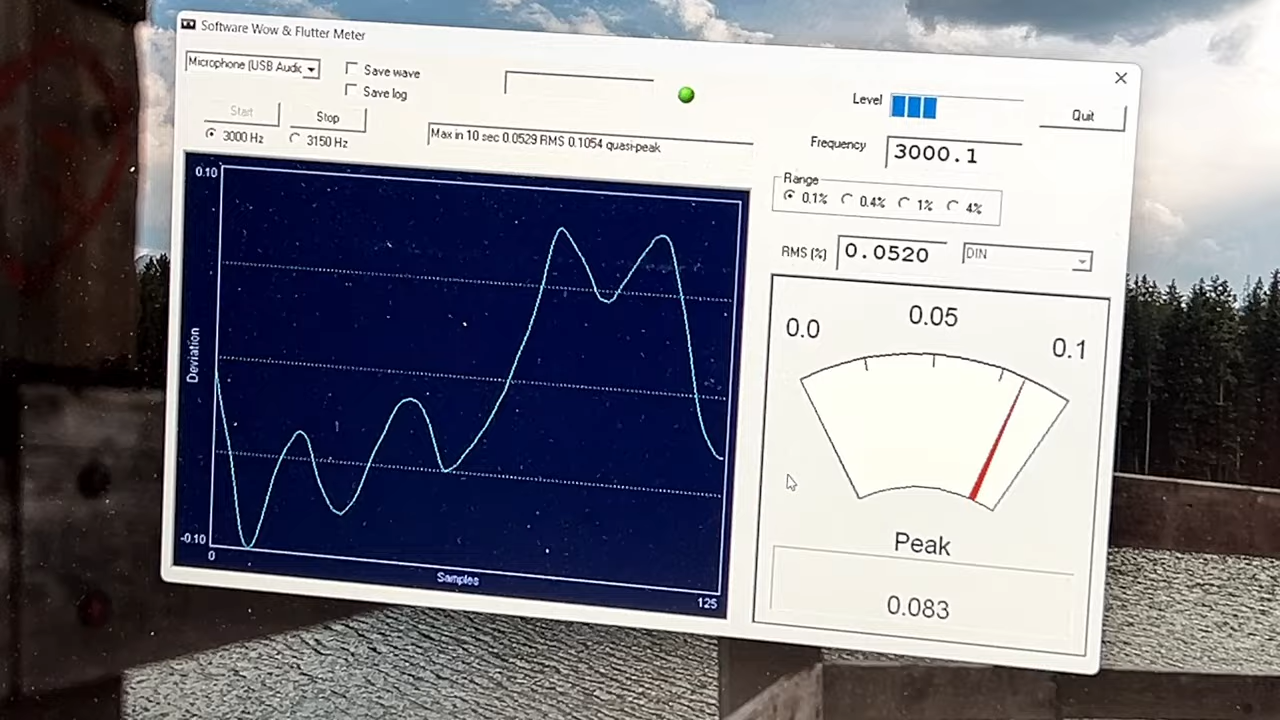 Software Wow & Flutter Meter
Microphone (USB Audic
Save wave
Save log
Start
Stop
3000 Hz
3150 Hz
Max in 10 sec 0.0529 RMS 0.1054 quasi-peak
Level
Quit
Frequency
3000.1
Range
0.1%
0.4%
1%
4%
RMS (%)
0.0520
DIN
0.10
Deviation
-0.10
0
Samples
125
0.0
0.05
0.1
Peak
0.083